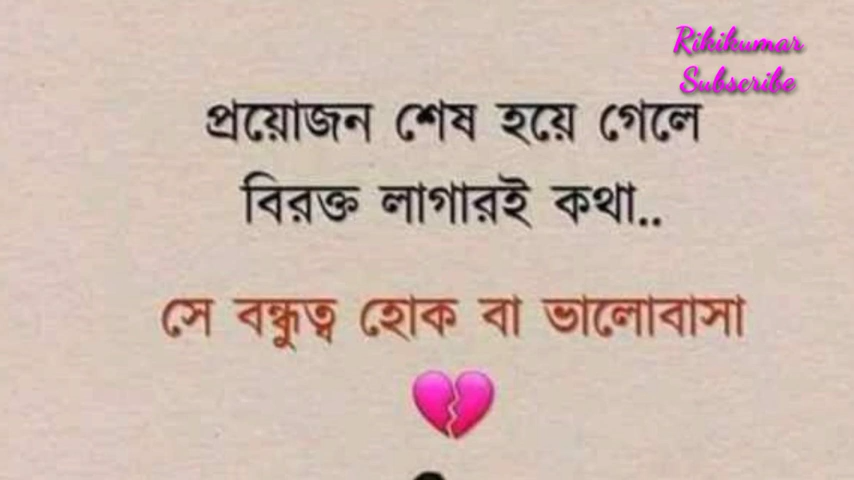 Rikikumar
Subscribe
প্রয়োজন শেষ হয়ে গেলে
বিরক্ত লাগারই কথা..
সে বন্ধুত্ব হোক বা ভালোবাসা